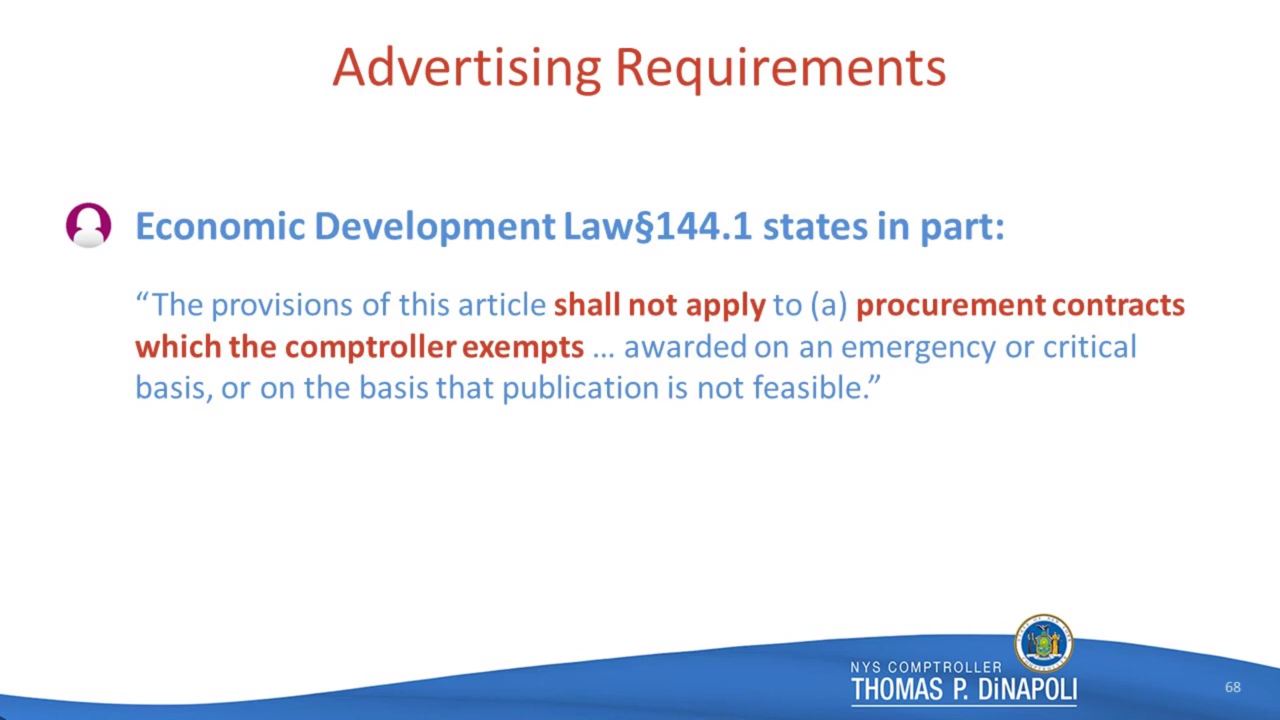 Advertising Requirements
Economic Development Law§144.1 states in part:
“The provisions of this article shall not apply to (a) procurement contracts
which the comptroller exempts … awarded on an emergency or critical
basis, or on the basis that publication is not feasible.”
NYS COMPTROLLER
THOMAS P. DiNAPOLI
68